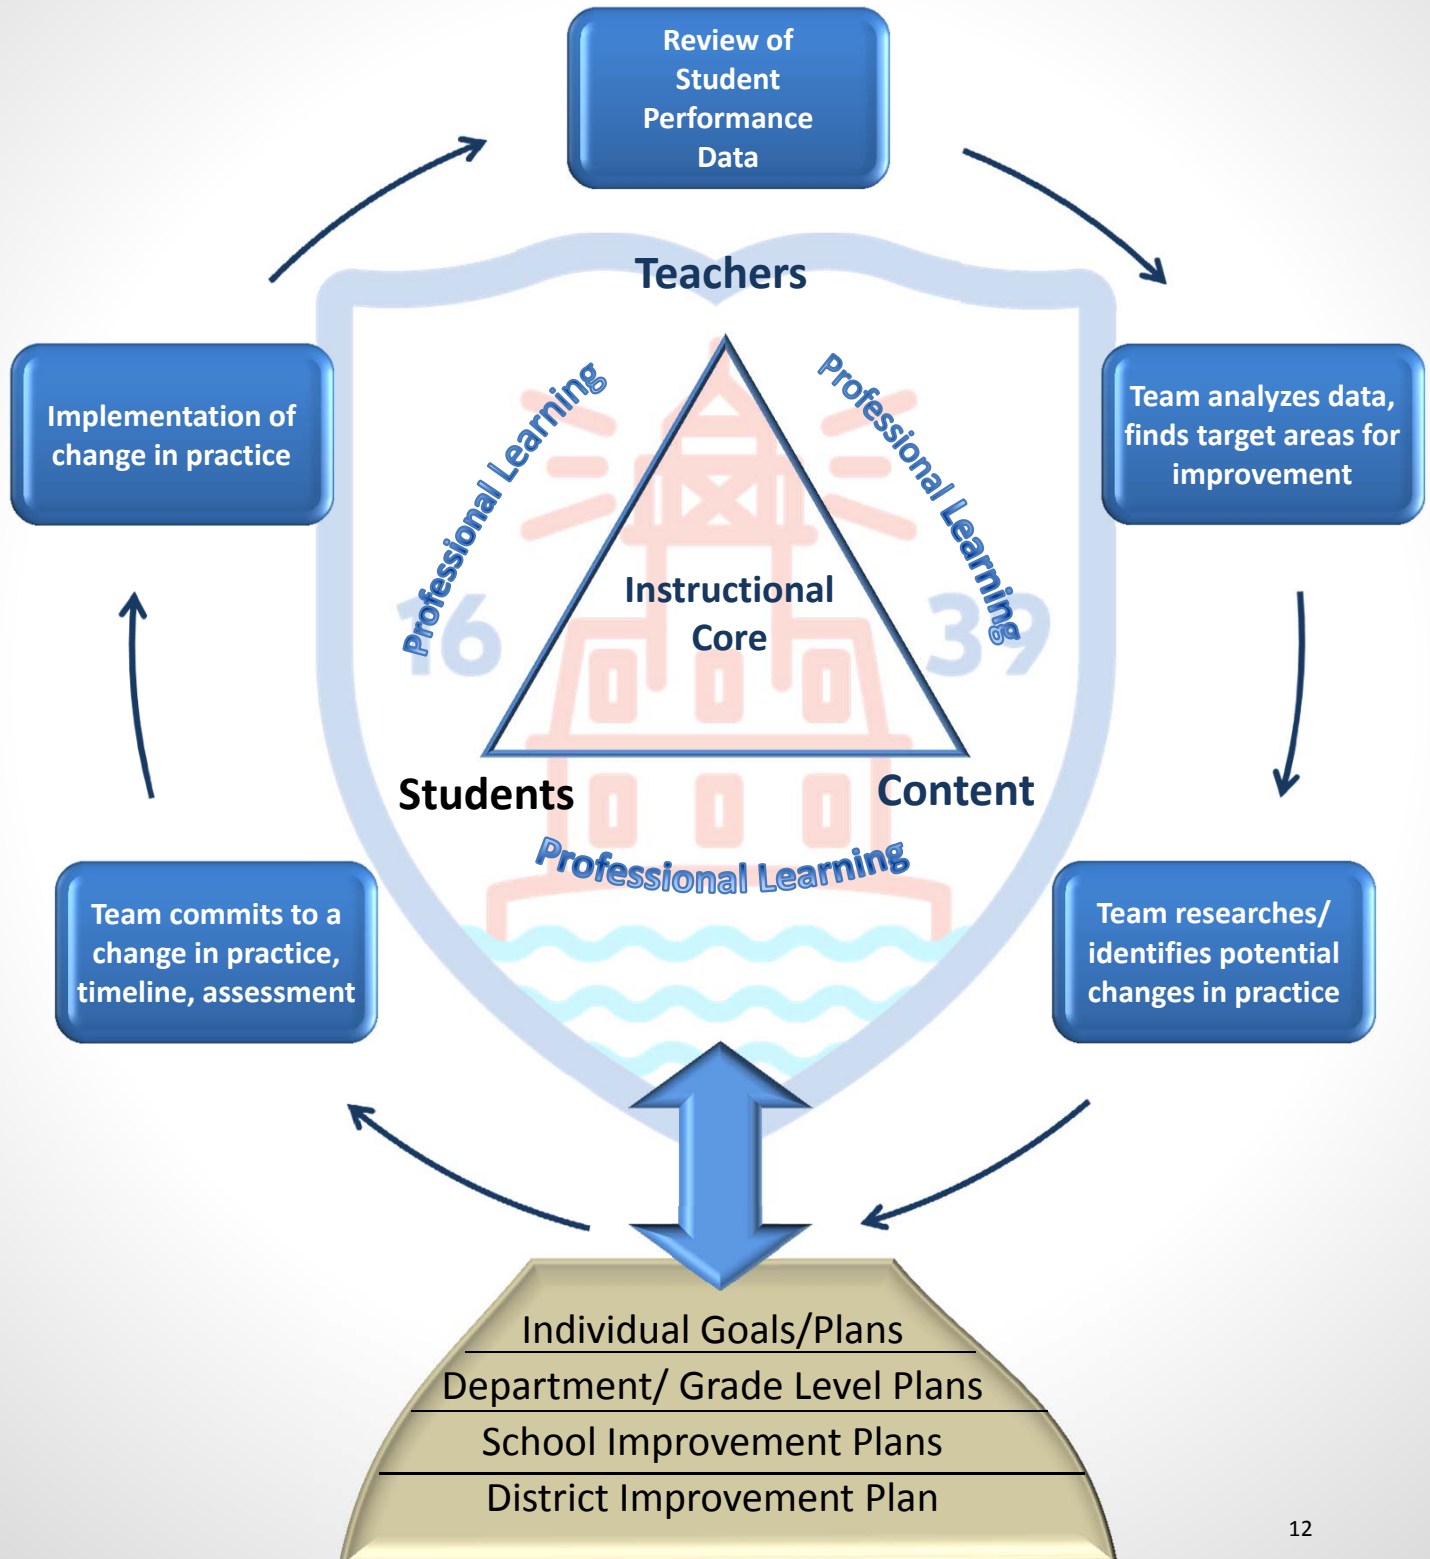 Review of
Student
Performance
Data
Teachers
Professional Learning
Professional Learning
Implementation of
change in practice
Team analyzes data,
finds target areas for
improvement
Instructional
Core
16
39
Students
Content
Professional Learning
Team commits to a
change in practice,
timeline, assessment
Team researches/
identifies potential
changes in practice
Individual Goals/Plans
Department/ Grade Level Plans
School Improvement Plans
District Improvement Plan
12